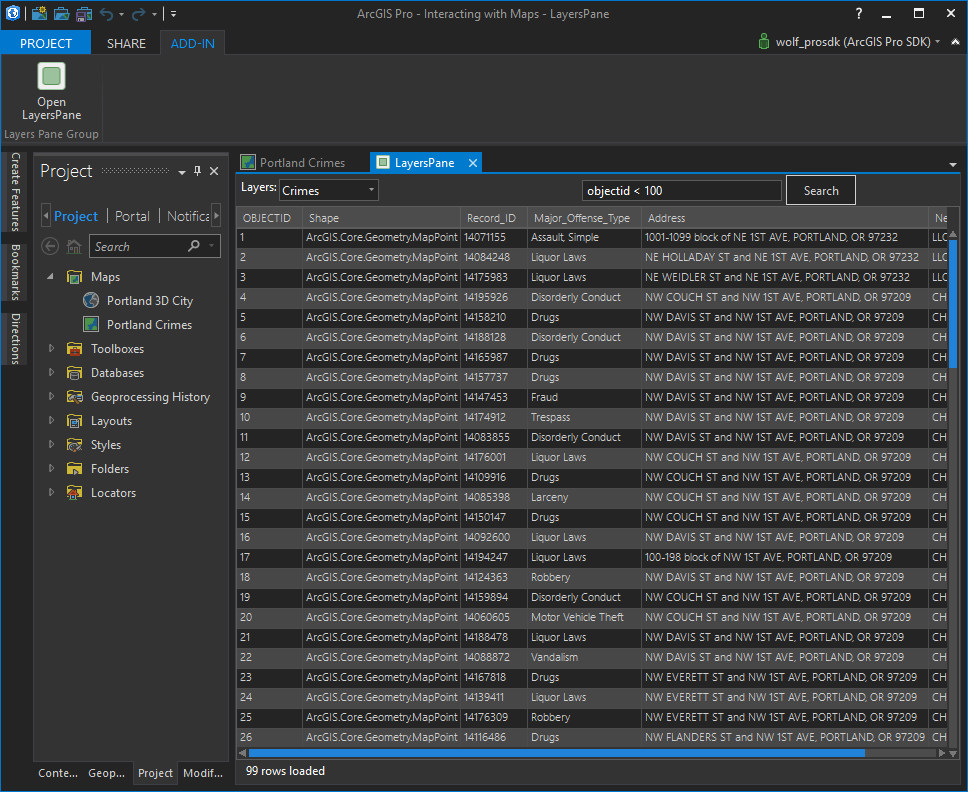 ArcGIS Pro - Interacting with Maps - LayersPane
?
PROJECT SHARE ADD-IN
wolf_prosdk (ArcGIS Pro SDK)
Open
LayersPane
Layers Pane Group
Create Features
Bookmarks
Directions
Project
Project Portal Notifica
Search
Maps
Portland 3D City
Portland Crimes
Toolboxes
Databases
Geoprocessing History
Layouts
Styles
Folders
Locators
Conte... Geop... Project Modif...
Portland Crimes LayersPane
Layers: Crimes objectid < 100 Search
OBJECTID Shape Record_ID Major_Offense_Type Address Ne
1 ArcGIS.Core.Geometry.MapPoint 14071155 Assault, Simple 1001-1099 block of NE 1ST AVE, PORTLAND, OR 97232 LLC
2 ArcGIS.Core.Geometry.MapPoint 14084248 Liquor Laws NE HOLLADAY ST and NE 1ST AVE, PORTLAND, OR 97232 LLC
3 ArcGIS.Core.Geometry.MapPoint 14175983 Liquor Laws NE WEIDLER ST and NE 1ST AVE, PORTLAND, OR 97232 LLC
4 ArcGIS.Core.Geometry.MapPoint 14195926 Disorderly Conduct NW COUCH ST and NW 1ST AVE, PORTLAND, OR 97209 CH
5 ArcGIS.Core.Geometry.MapPoint 14158210 Drugs NW DAVIS ST and NW 1ST AVE, PORTLAND, OR 97209 CH
6 ArcGIS.Core.Geometry.MapPoint 14188128 Disorderly Conduct NW DAVIS ST and NW 1ST AVE, PORTLAND, OR 97209 CH
7 ArcGIS.Core.Geometry.MapPoint 14165987 Drugs NW DAVIS ST and NW 1ST AVE, PORTLAND, OR 97209 CH
8 ArcGIS.Core.Geometry.MapPoint 14157737 Drugs NW DAVIS ST and NW 1ST AVE, PORTLAND, OR 97209 CH
9 ArcGIS.Core.Geometry.MapPoint 14147453 Fraud NW DAVIS ST and NW 1ST AVE, PORTLAND, OR 97209 CH
10 ArcGIS.Core.Geometry.MapPoint 14174912 Trespass NW DAVIS ST and NW 1ST AVE, PORTLAND, OR 97209 CH
11 ArcGIS.Core.Geometry.MapPoint 14083855 Disorderly Conduct NW DAVIS ST and NW 1ST AVE, PORTLAND, OR 97209 CH
12 ArcGIS.Core.Geometry.MapPoint 14176001 Liquor Laws NW COUCH ST and NW 1ST AVE, PORTLAND, OR 97209 CH
13 ArcGIS.Core.Geometry.MapPoint 14109916 Drugs NW COUCH ST and NW 1ST AVE, PORTLAND, OR 97209 CH
14 ArcGIS.Core.Geometry.MapPoint 14085398 Larceny NW COUCH ST and NW 1ST AVE, PORTLAND, OR 97209 CH
15 ArcGIS.Core.Geometry.MapPoint 14150147 Drugs NW COUCH ST and NW 1ST AVE, PORTLAND, OR 97209 CH
16 ArcGIS.Core.Geometry.MapPoint 14092600 Liquor Laws NW DAVIS ST and NW 1ST AVE, PORTLAND, OR 97209 CH
17 ArcGIS.Core.Geometry.MapPoint 14194247 Liquor Laws 100-198 block of NW 1ST AVE, PORTLAND, OR 97209 CH
18 ArcGIS.Core.Geometry.MapPoint 14124363 Robbery NW DAVIS ST and NW 1ST AVE, PORTLAND, OR 97209 CH
19 ArcGIS.Core.Geometry.MapPoint 14159894 Disorderly Conduct NW COUCH ST and NW 1ST AVE, PORTLAND, OR 97209 CH
20 ArcGIS.Core.Geometry.MapPoint 14060605 Motor Vehicle Theft NW COUCH ST and NW 1ST AVE, PORTLAND, OR 97209 CH
21 ArcGIS.Core.Geometry.MapPoint 14188478 Liquor Laws NW DAVIS ST and NW 1ST AVE, PORTLAND, OR 97209 CH
22 ArcGIS.Core.Geometry.MapPoint 14088872 Vandalism NW DAVIS ST and NW 1ST AVE, PORTLAND, OR 97209 CH
23 ArcGIS.Core.Geometry.MapPoint 14167818 Drugs NW EVERETT ST and NW 1ST AVE, PORTLAND, OR 97209 CH
24 ArcGIS.Core.Geometry.MapPoint 14139411 Liquor Laws NW EVERETT ST and NW 1ST AVE, PORTLAND, OR 97209 CH
25 ArcGIS.Core.Geometry.MapPoint 14176309 Robbery NW EVERETT ST and NW 1ST AVE, PORTLAND, OR 97209 CH
26 ArcGIS.Core.Geometry.MapPoint 14116486 Drugs NW FLANDERS ST and NW 1ST AVE, PORTLAND, OR 97209 CH
99 rows loaded